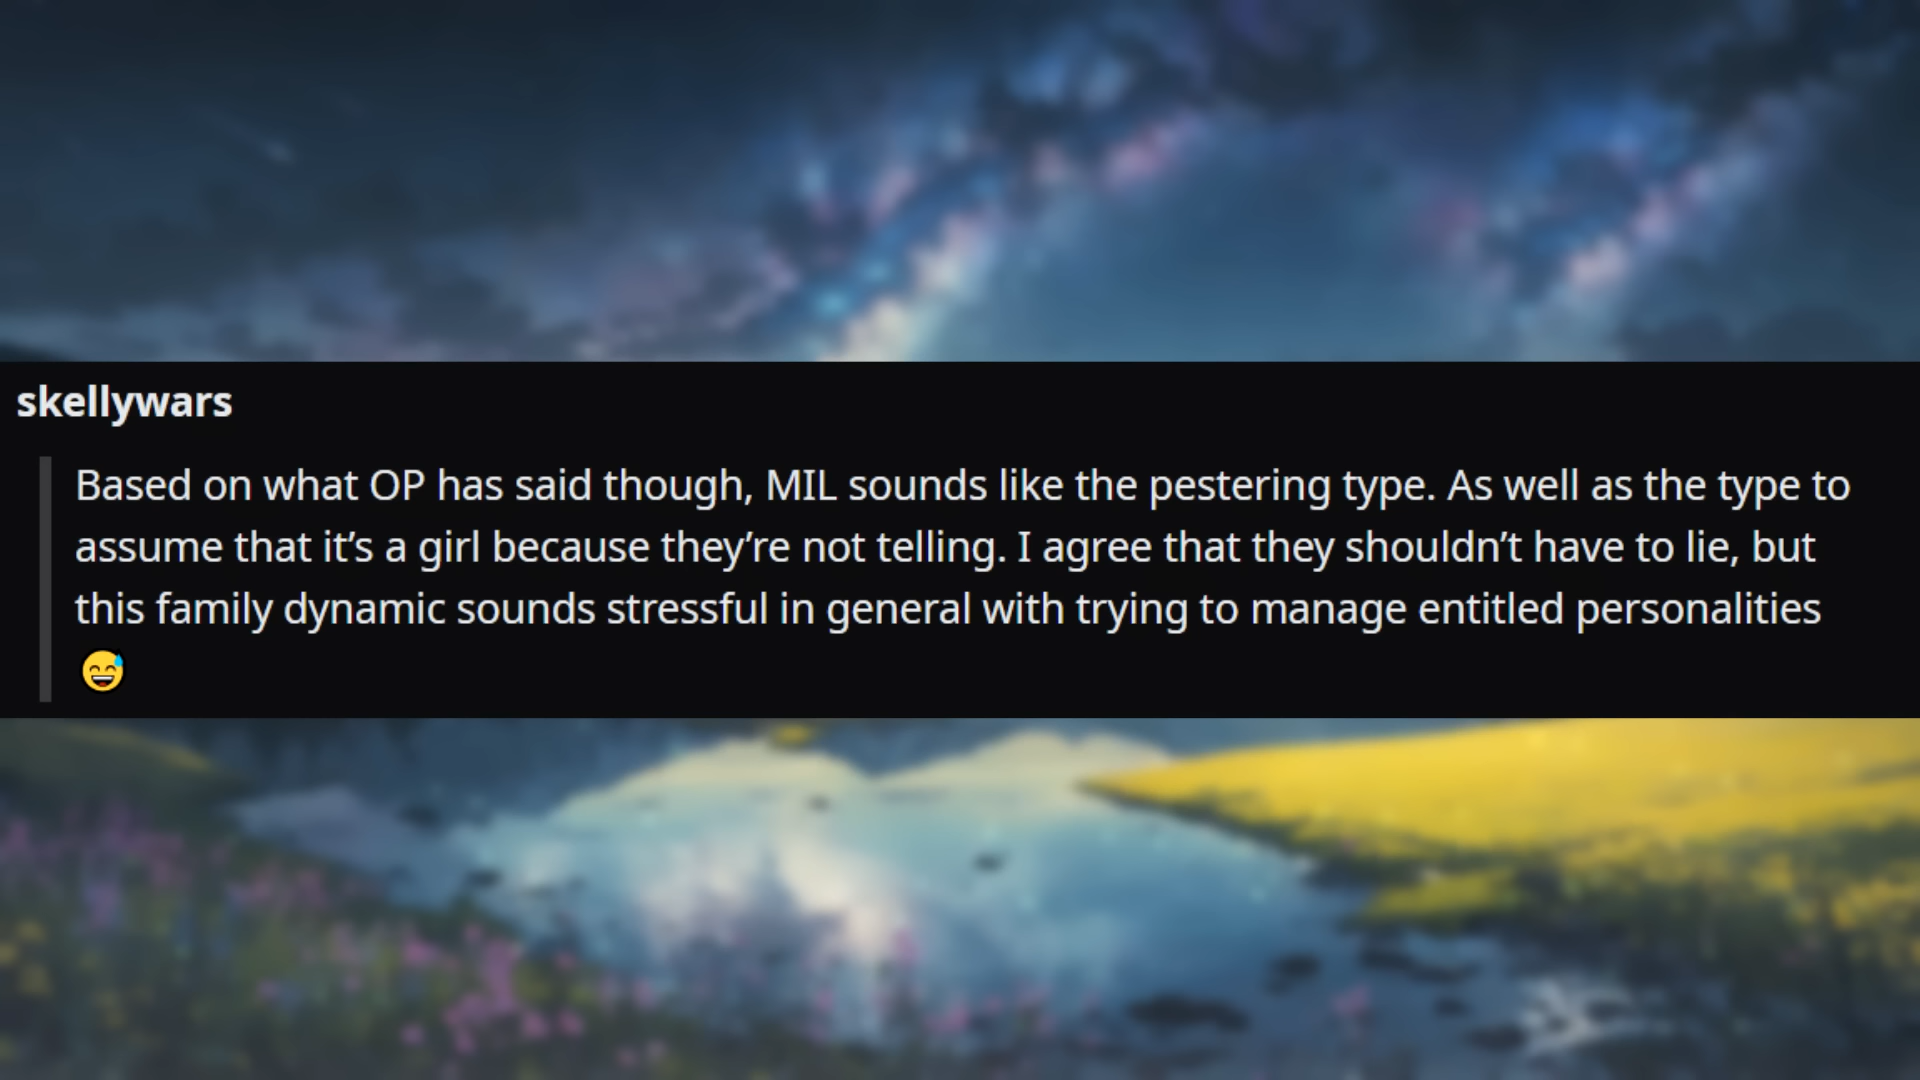 skellywars
Based on what OP has said though, MIL sounds like the pestering type. As well as the type to
assume that it’s a girl because they’re not telling. I agree that they shouldn’t have to lie, but
this family dynamic sounds stressful in general with trying to manage entitled personalities
😅